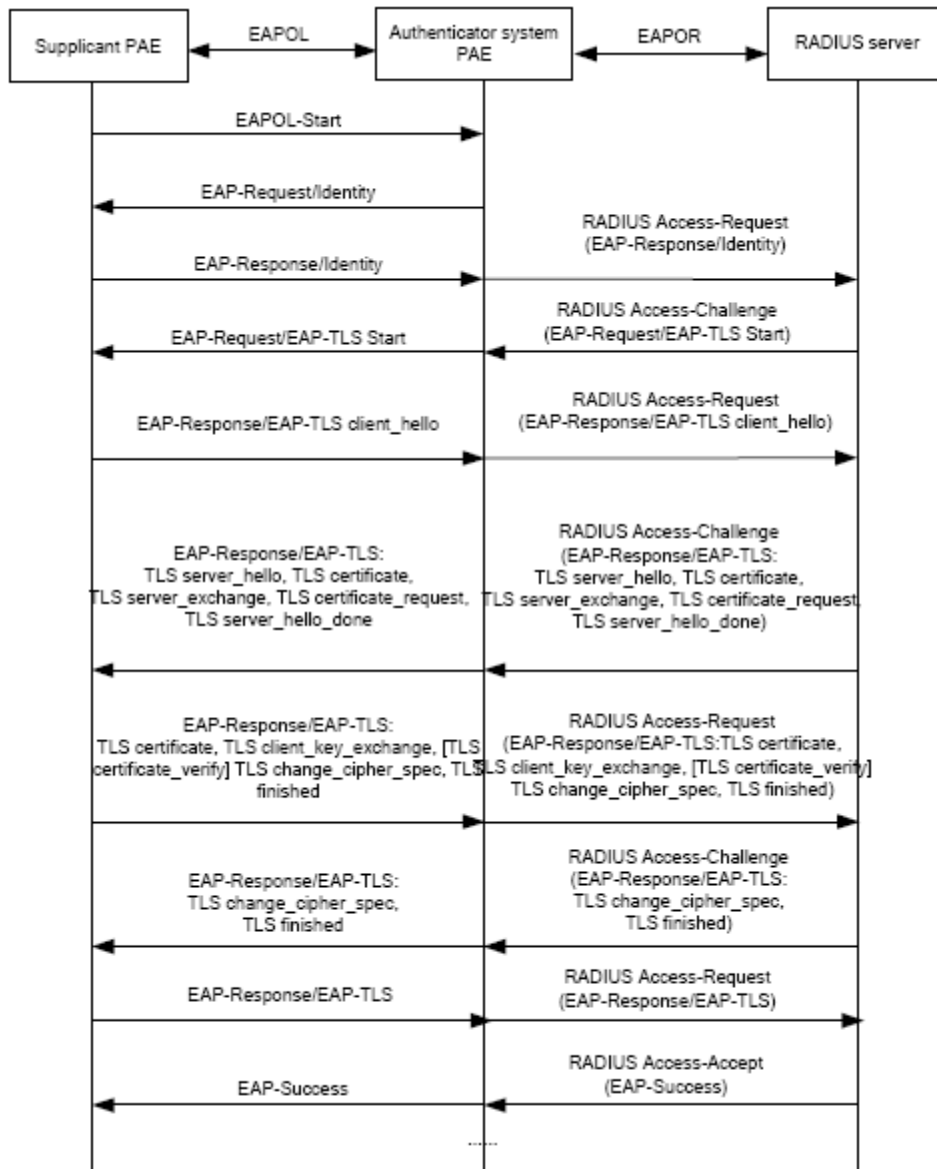 Supplicant PAE
EAPOL
Authenticator system
PAE
EAPOR
RADIUS server
EAPOL-Start
EAP-Request/Identity
RADIUS Access-Request
(EAP-Response/Identity)
EAP-Response/Identity
RADIUS Access-Challenge
(EAP-Request/EAP-TLS Start)
EAP-Request/EAP-TLS Start
RADIUS Access-Request
(EAP-Response/EAP-TLS client_hello)
EAP-Response/EAP-TLS client_hello
EAP-Response/EAP-TLS:
TLS server_hello, TLS certificate,
TLS server_exchange, TLS certificate_request,
TLS server_hello_done
RADIUS Access-Challenge
(EAP-Response/EAP-TLS:
TLS server_hello, TLS certificate,
TLS server_exchange, TLS certificate_request,
TLS server_hello_done)
EAP-Response/EAP-TLS:
TLS certificate, TLS client_key_exchange, [TLS
certificate_verify] TLS change_cipher_spec, TLS
finished
RADIUS Access-Request
(EAP-Response/EAP-TLS:TLS certificate,
TLS client_key_exchange, [TLS certificate_verify]
TLS change_cipher_spec, TLS finished)
EAP-Response/EAP-TLS:
TLS change_cipher_spec,
TLS finished
RADIUS Access-Challenge
(EAP-Response/EAP-TLS:
TLS change_cipher_spec,
TLS finished)
EAP-Response/EAP-TLS
RADIUS Access-Request
(EAP-Response/EAP-TLS)
RADIUS Access-Accept
(EAP-Success)
EAP-Success
......